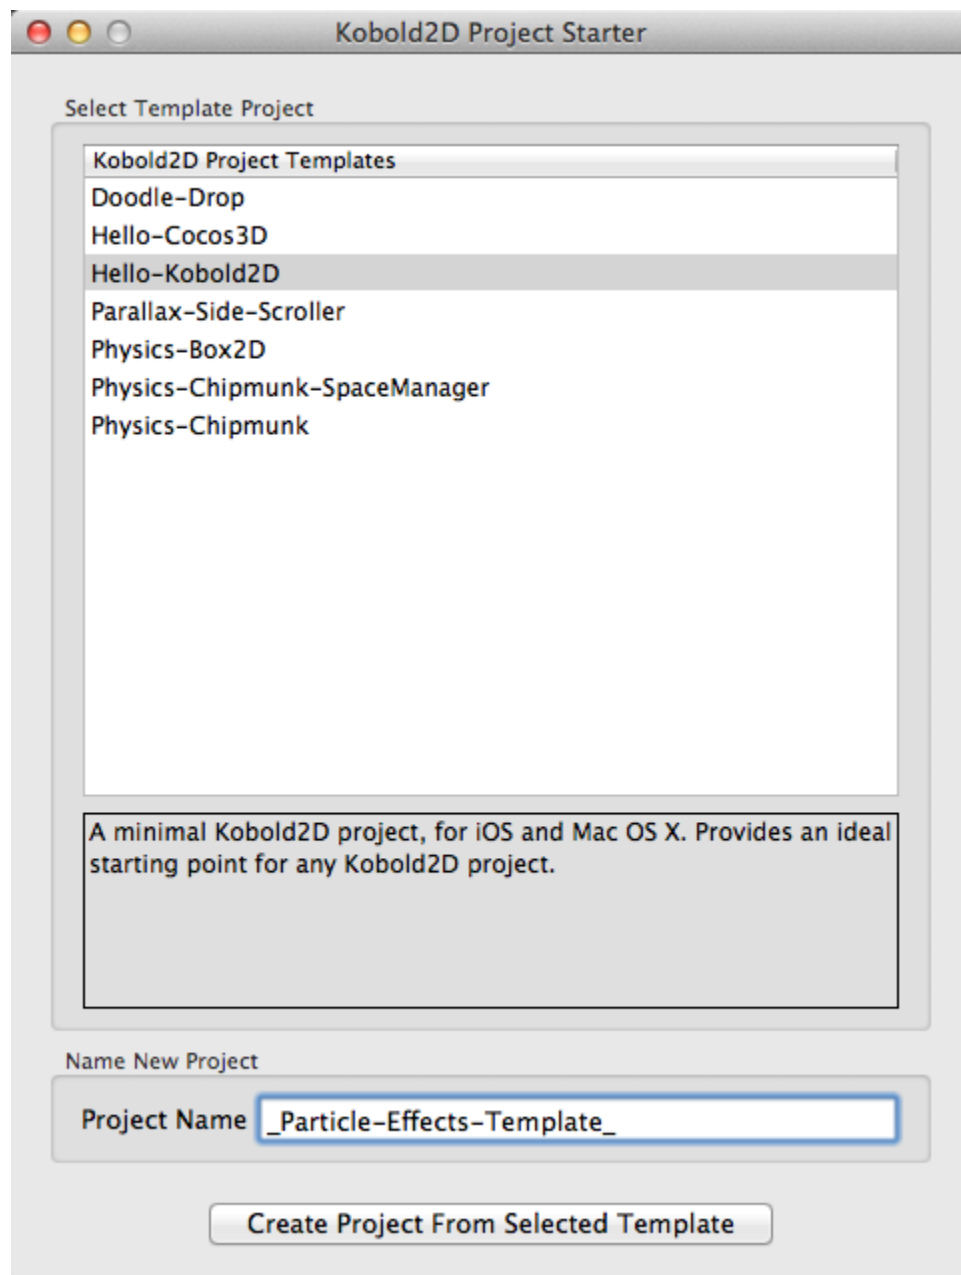 Kobold2D Project Starter
Select Template Project
Kobold2D Project Templates
Doodle-Drop
Hello-Cocos3D
Hello-Kobold2D
Parallax-Side-Scroller
Physics-Box2D
Physics-Chipmunk-SpaceManager
Physics-Chipmunk
A minimal Kobold2D project, for iOS and Mac OS X. Provides an ideal
starting point for any Kobold2D project.
Name New Project
Project Name _Particle-Effects-Template_
Create Project From Selected Template